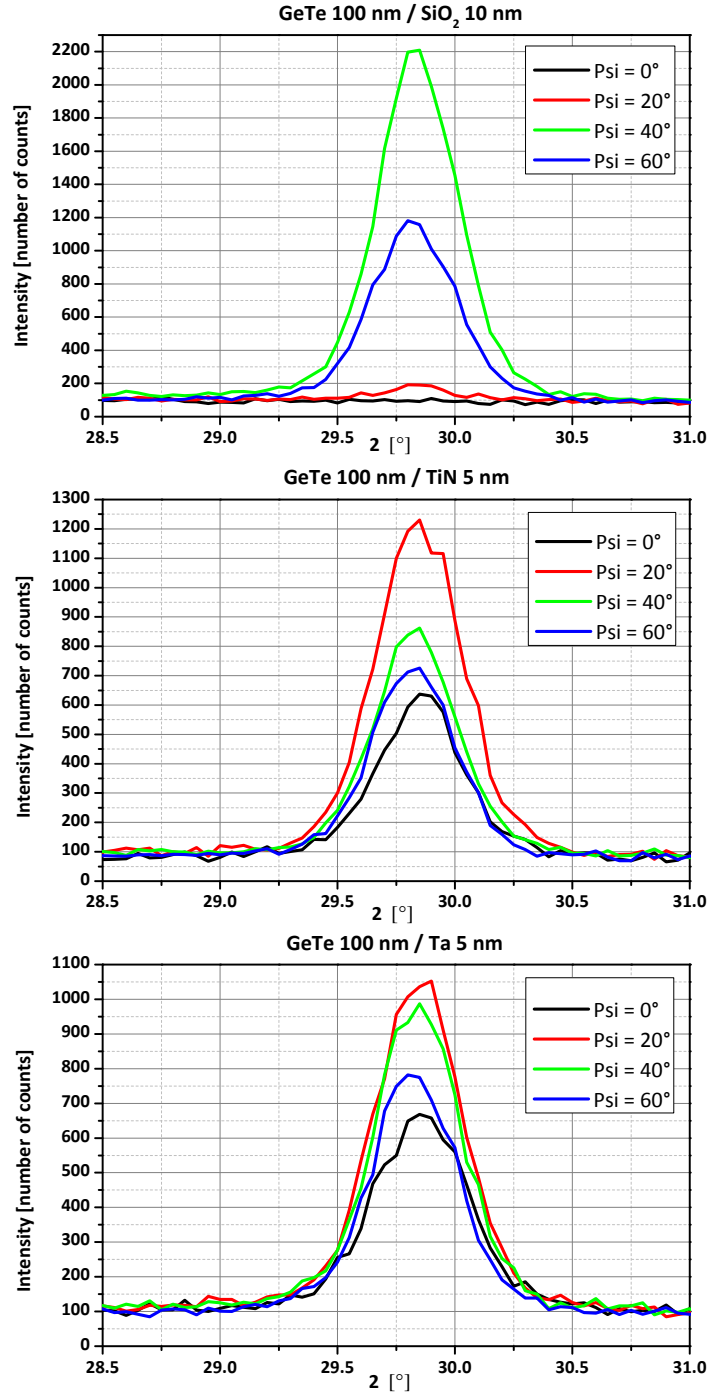 GeTe 100 nm / SiO₂ 10 nm
Intensity [number of counts]
2200
2000
1800
1600
1400
1200
1000
800
600
400
200
0
Psi = 0°
Psi = 20°
Psi = 40°
Psi = 60°
28.5 29.0 29.5 30.0 30.5 31.0
2 [°]
GeTe 100 nm / TiN 5 nm
Intensity [number of counts]
1300
1200
1100
1000
900
800
700
600
500
400
300
200
100
0
Psi = 0°
Psi = 20°
Psi = 40°
Psi = 60°
28.5 29.0 29.5 30.0 30.5 31.0
2 [°]
GeTe 100 nm / Ta 5 nm
Intensity [number of counts]
1100
1000
900
800
700
600
500
400
300
200
100
0
Psi = 0°
Psi = 20°
Psi = 40°
Psi = 60°
28.5 29.0 29.5 30.0 30.5 31.0
2 [°]